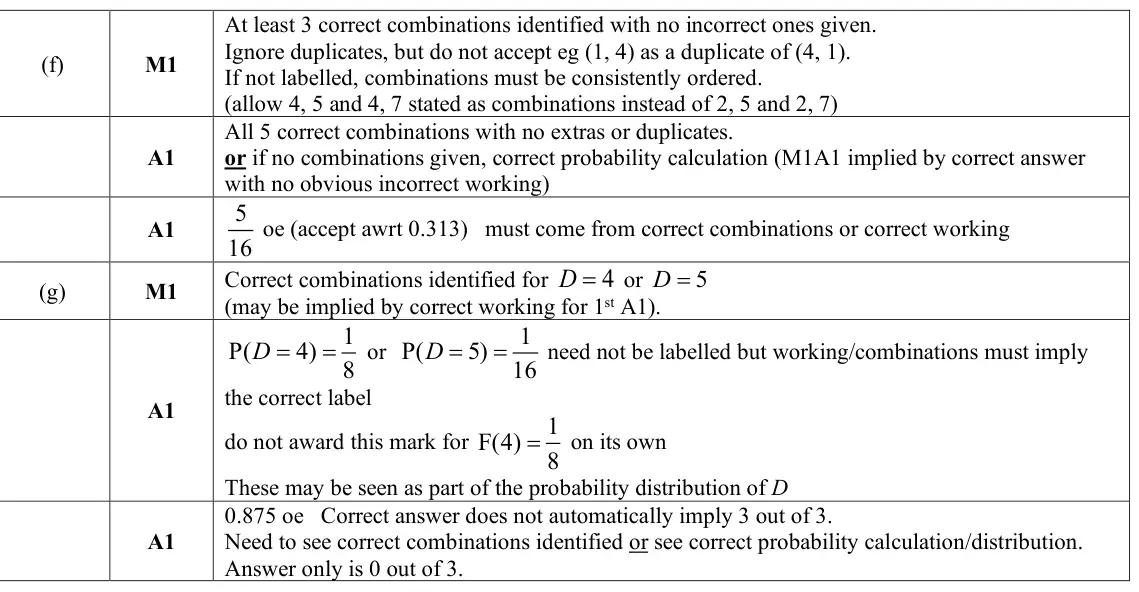 (f) M1 At least 3 correct combinations identified with no incorrect ones given.
Ignore duplicates, but do not accept eg (1, 4) as a duplicate of (4, 1).
If not labelled, combinations must be consistently ordered.
(allow 4, 5 and 4, 7 stated as combinations instead of 2, 5 and 2, 7)
A1 All 5 correct combinations with no extras or duplicates.
or if no combinations given, correct probability calculation (M1A1 implied by correct answer
with no obvious incorrect working)
A1 5/16 oe (accept awrt 0.313) must come from correct combinations or correct working
(g) M1 Correct combinations identified for D = 4 or D = 5
(may be implied by correct working for 1st A1).
A1 P(D = 4) = 1/8 or P(D = 5) = 1/16 need not be labelled but working/combinations must imply
the correct label
do not award this mark for F(4) = 1/8 on its own
These may be seen as part of the probability distribution of D
A1 0.875 oe Correct answer does not automatically imply 3 out of 3.
Need to see correct combinations identified or see correct probability calculation/distribution.
Answer only is 0 out of 3.